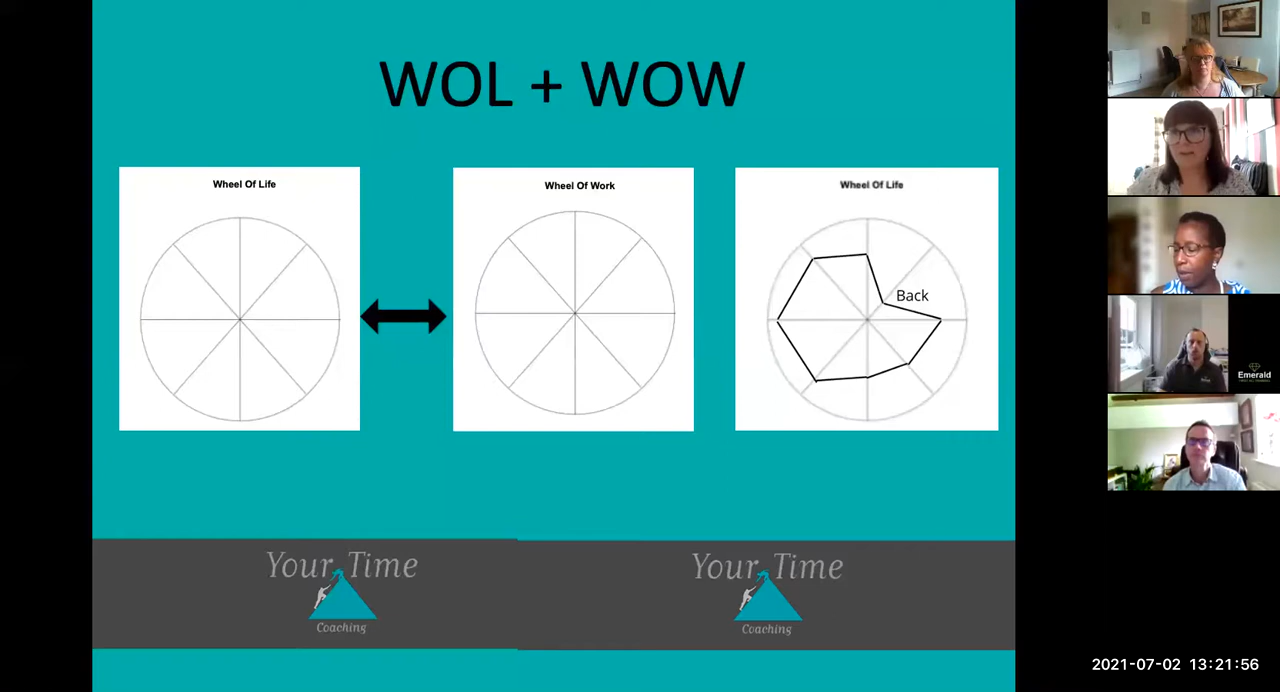 WOL + WOW
Wheel Of Life
Wheel Of Work
Wheel Of Life
Back
Your Time
Coaching
Your Time
Coaching
Emerald
2021-07-02 13:21:56